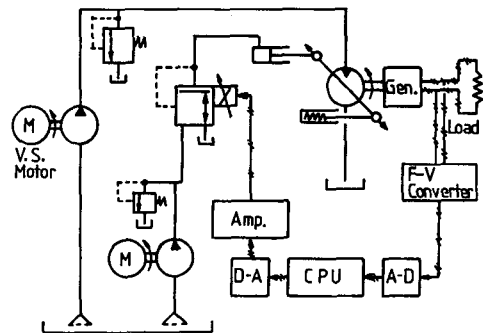 Gen.
M
V.S.
Motor
Load
F-V
Converter
Amp.
M
D-A
CPU
A-D